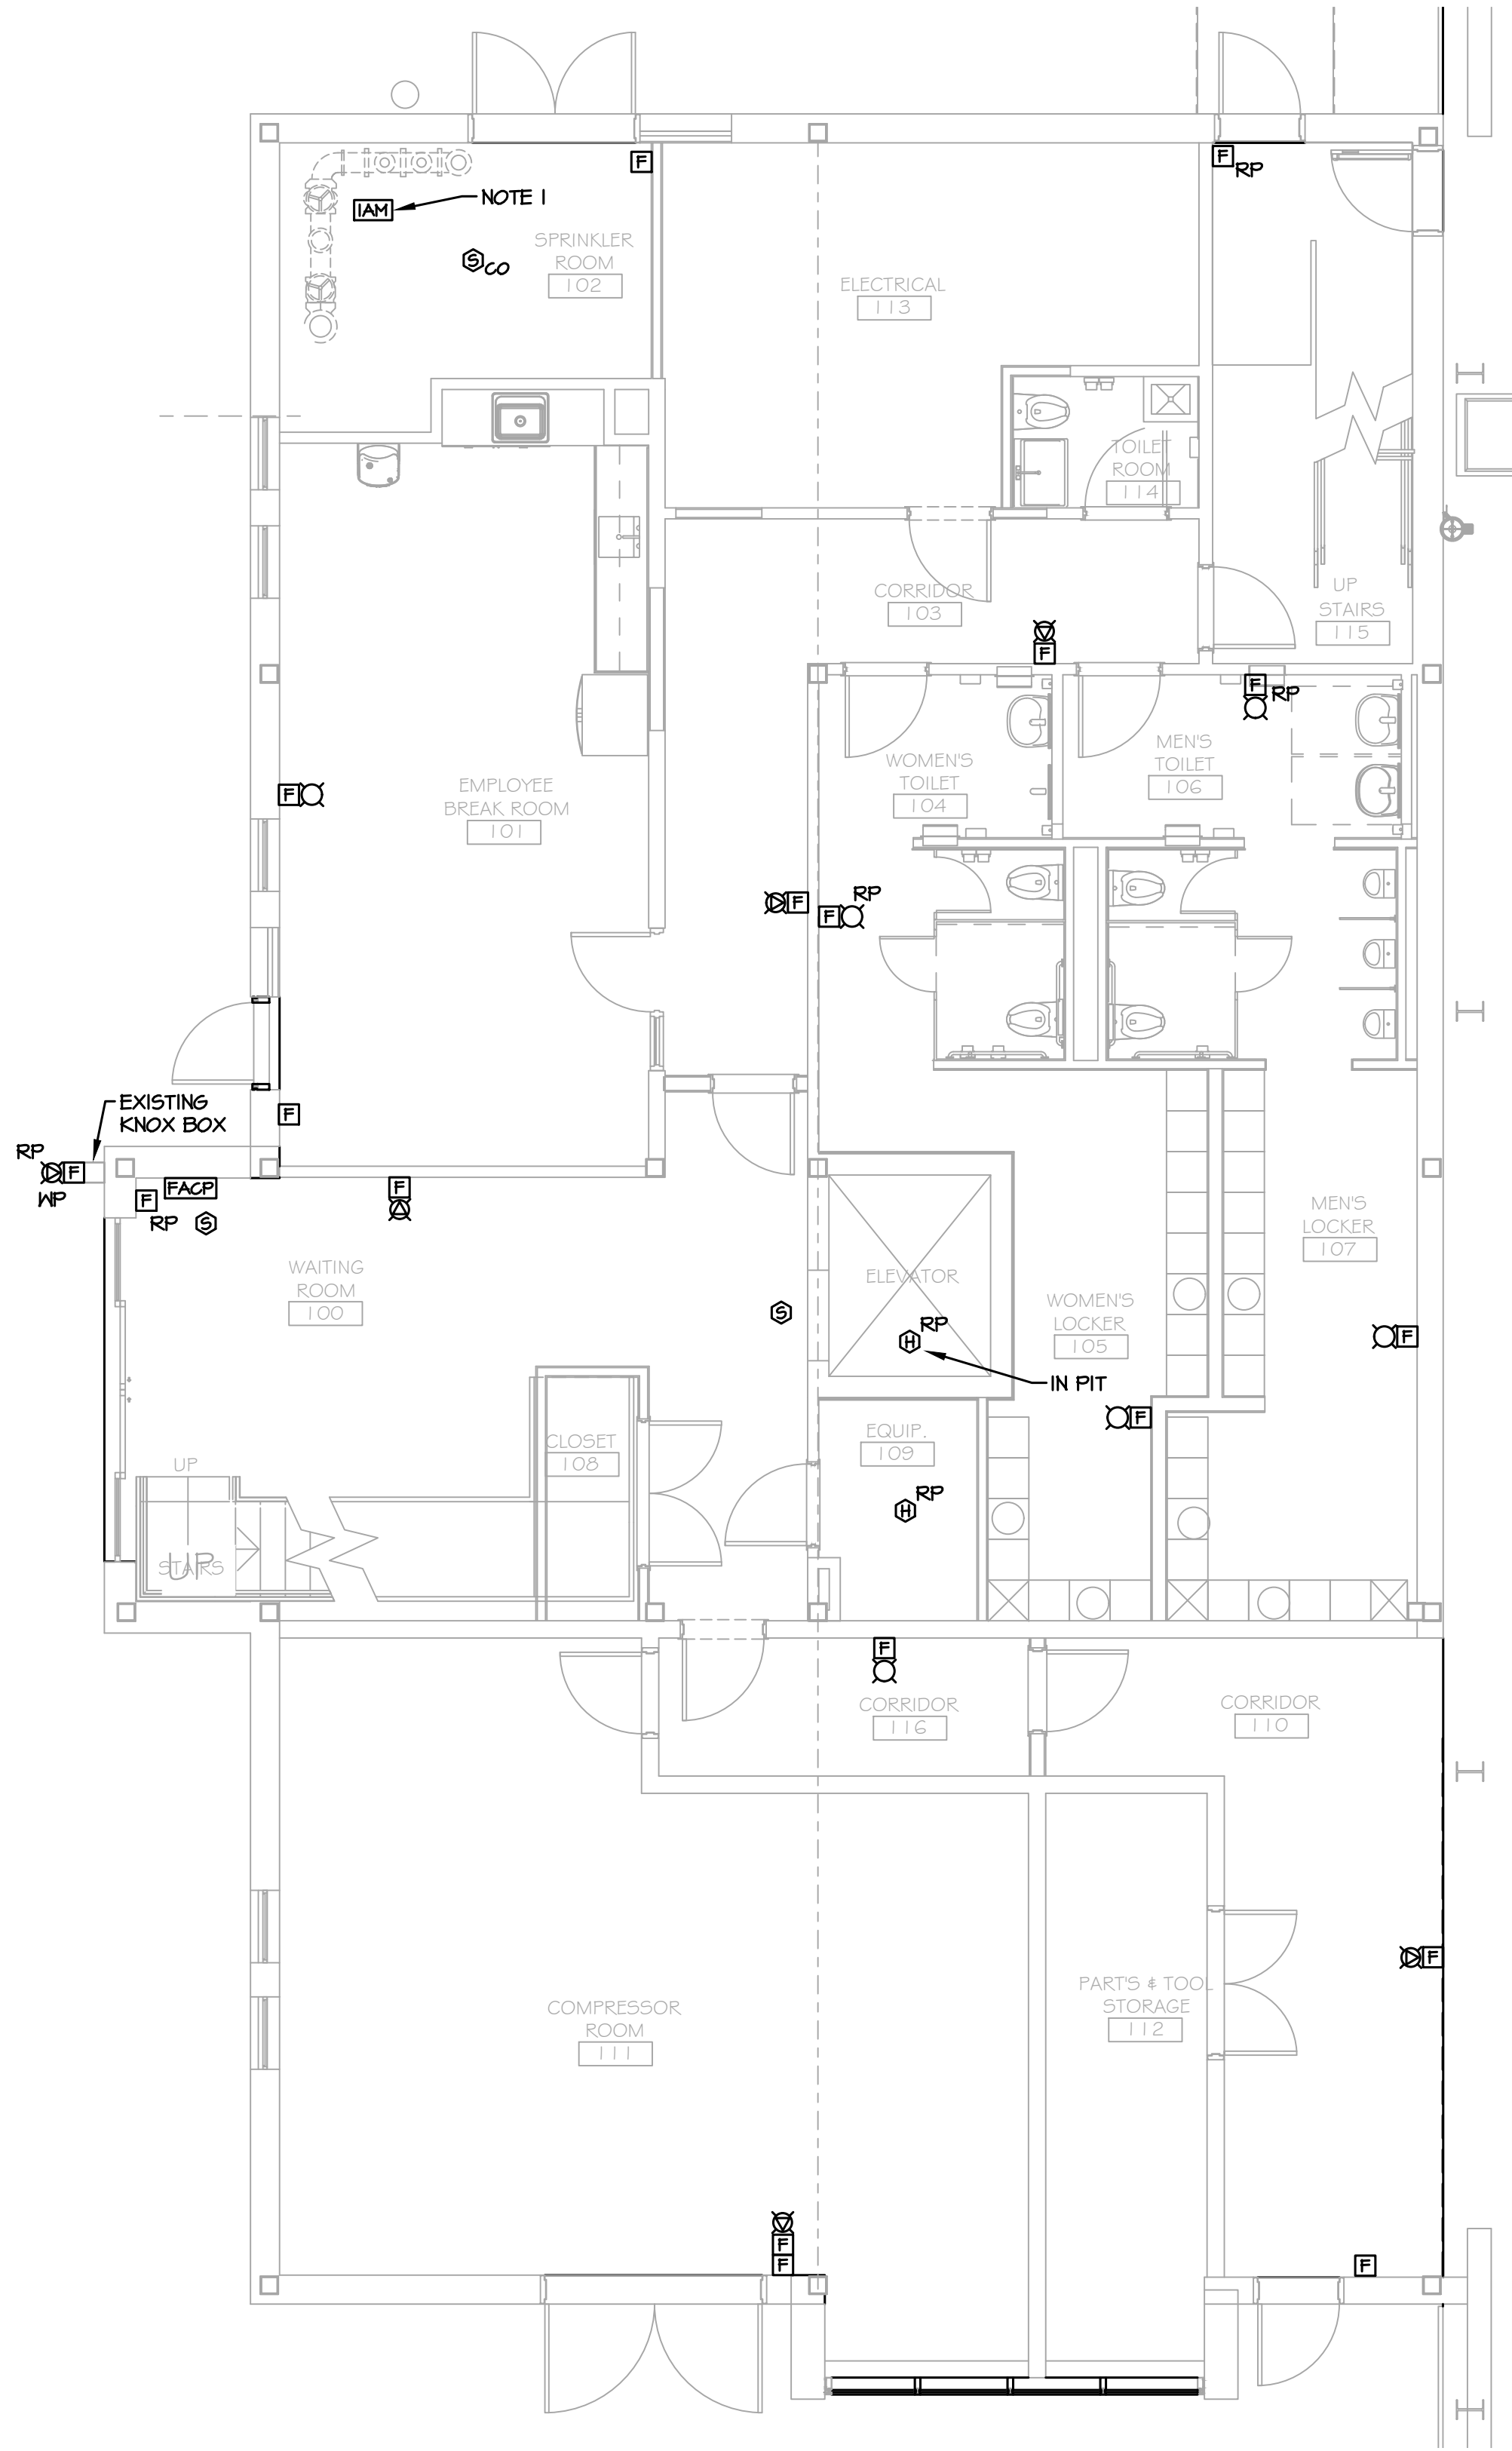 F
F
RP
IAM
NOTE 1
S
CO
SPRINKLER
ROOM
102
ELECTRICAL
113
TOILET
ROOM
114
CORRIDOR
103
UP
STAIRS
115
F
F
RP
WOMEN'S
TOILET
104
MEN'S
TOILET
106
EMPLOYEE
BREAK ROOM
101
F
F
RP
F
EXISTING
KNOX BOX
F
RP
F
WP
FACP
F
RP
S
F
WAITING
ROOM
100
S
ELEVATOR
H
RP
IN PIT
WOMEN'S
LOCKER
105
MEN'S
LOCKER
107
F
F
CLOSET
108
EQUIP.
109
H
RP
UP
UP
STAIRS
F
CORRIDOR
116
CORRIDOR
110
F
COMPRESSOR
ROOM
111
PART'S & TOOL
STORAGE
112
F
F
F